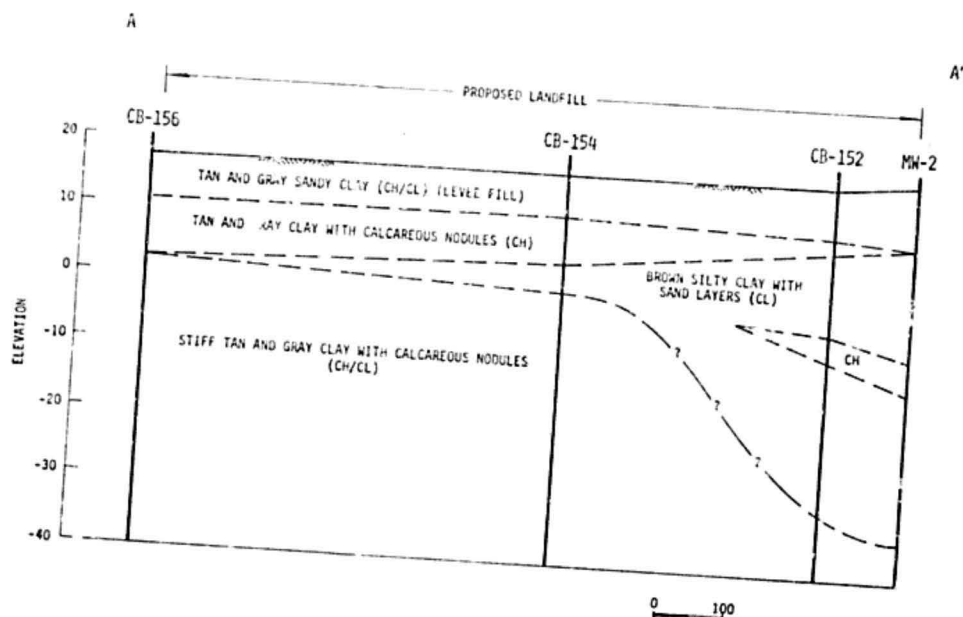 A
A'
PROPOSED LANDFILL
CB-156
CB-154
CB-152
MW-2
20
TAN AND GRAY SANDY CLAY (CH/CL) (LEVEE FILL)
10
TAN AND GRAY CLAY WITH CALCAREOUS NODULES (CH)
0
BROWN SILTY CLAY WITH
SAND LAYERS (CL)
ELEVATION
-10
STIFF TAN AND GRAY CLAY WITH CALCAREOUS NODULES
(CH/CL)
?
CH
-20
?
-30
?
-40
0 100